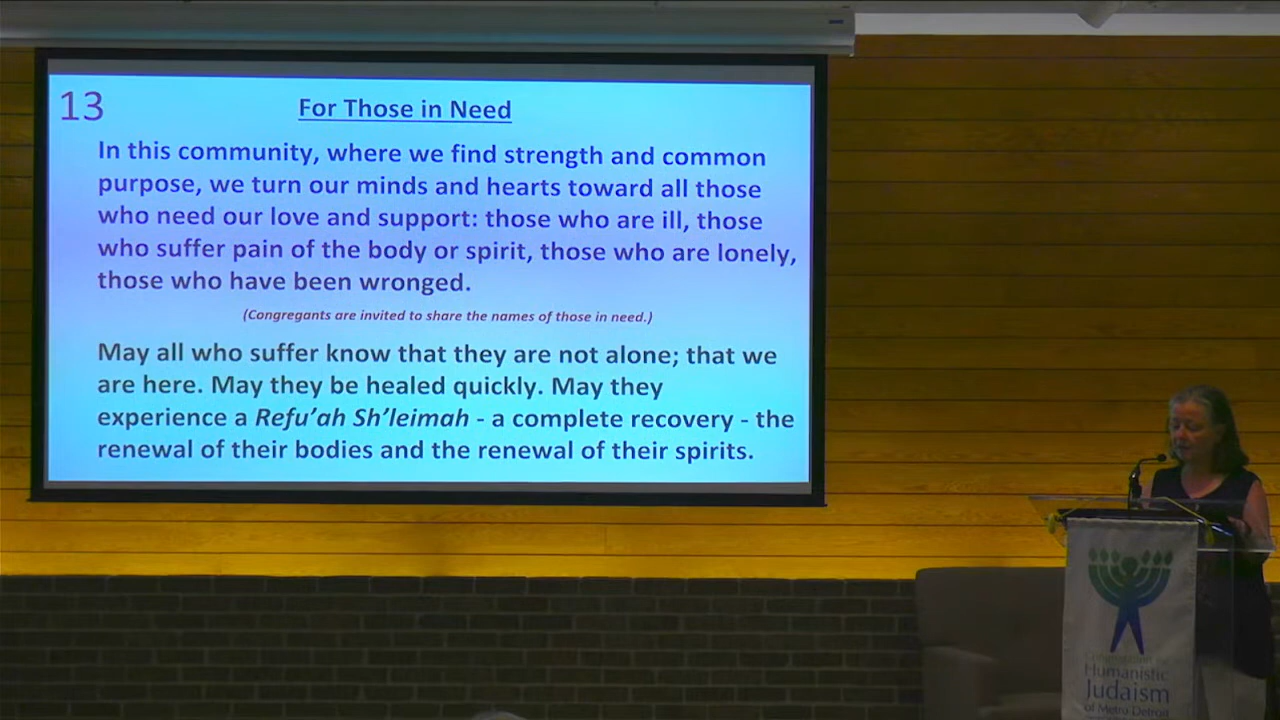 13
For Those in Need
In this community, where we find strength and common
purpose, we turn our minds and hearts toward all those
who need our love and support: those who are ill, those
who suffer pain of the body or spirit, those who are lonely,
those who have been wronged.
(Congregants are invited to share the names of those in need.)
May all who suffer know that they are not alone; that we
are here. May they be healed quickly. May they
experience a Refu’ah Sh’leimah - a complete recovery - the
renewal of their bodies and the renewal of their spirits.
Humanistic
Judaism
of Metro Detroit